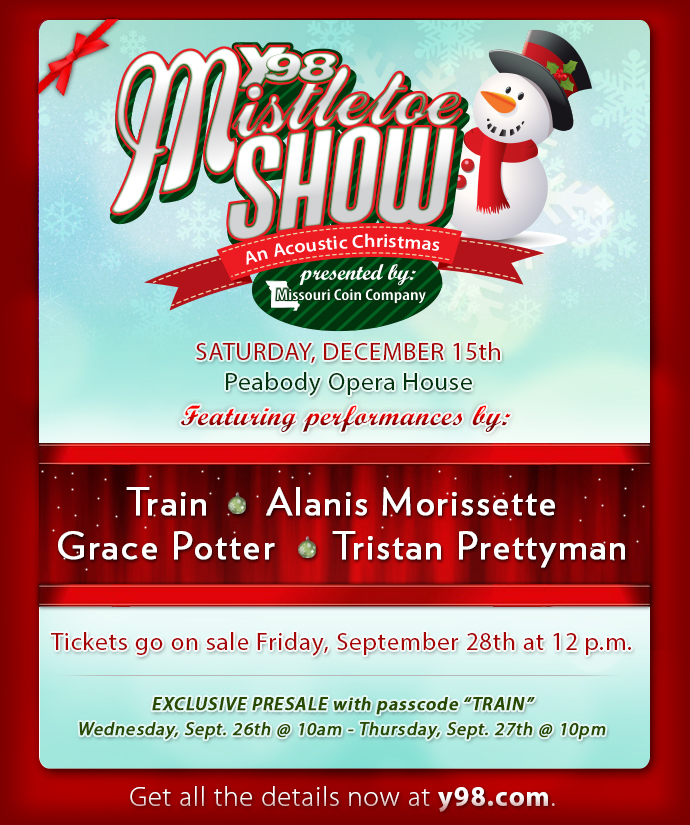 Y98
Mistletoe
SHOW
An Acoustic Christmas
presented by:
Missouri Coin Company
SATURDAY, DECEMBER 15th
Peabody Opera House
Featuring performances by:
Train Alanis Morissette
Grace Potter Tristan Prettyman
Tickets go on sale Friday, September 28th at 12 p.m.
EXCLUSIVE PRESALE with passcode “TRAIN”
Wednesday, Sept. 26th @ 10am - Thursday, Sept. 27th @ 10pm
Get all the details now at y98.com.